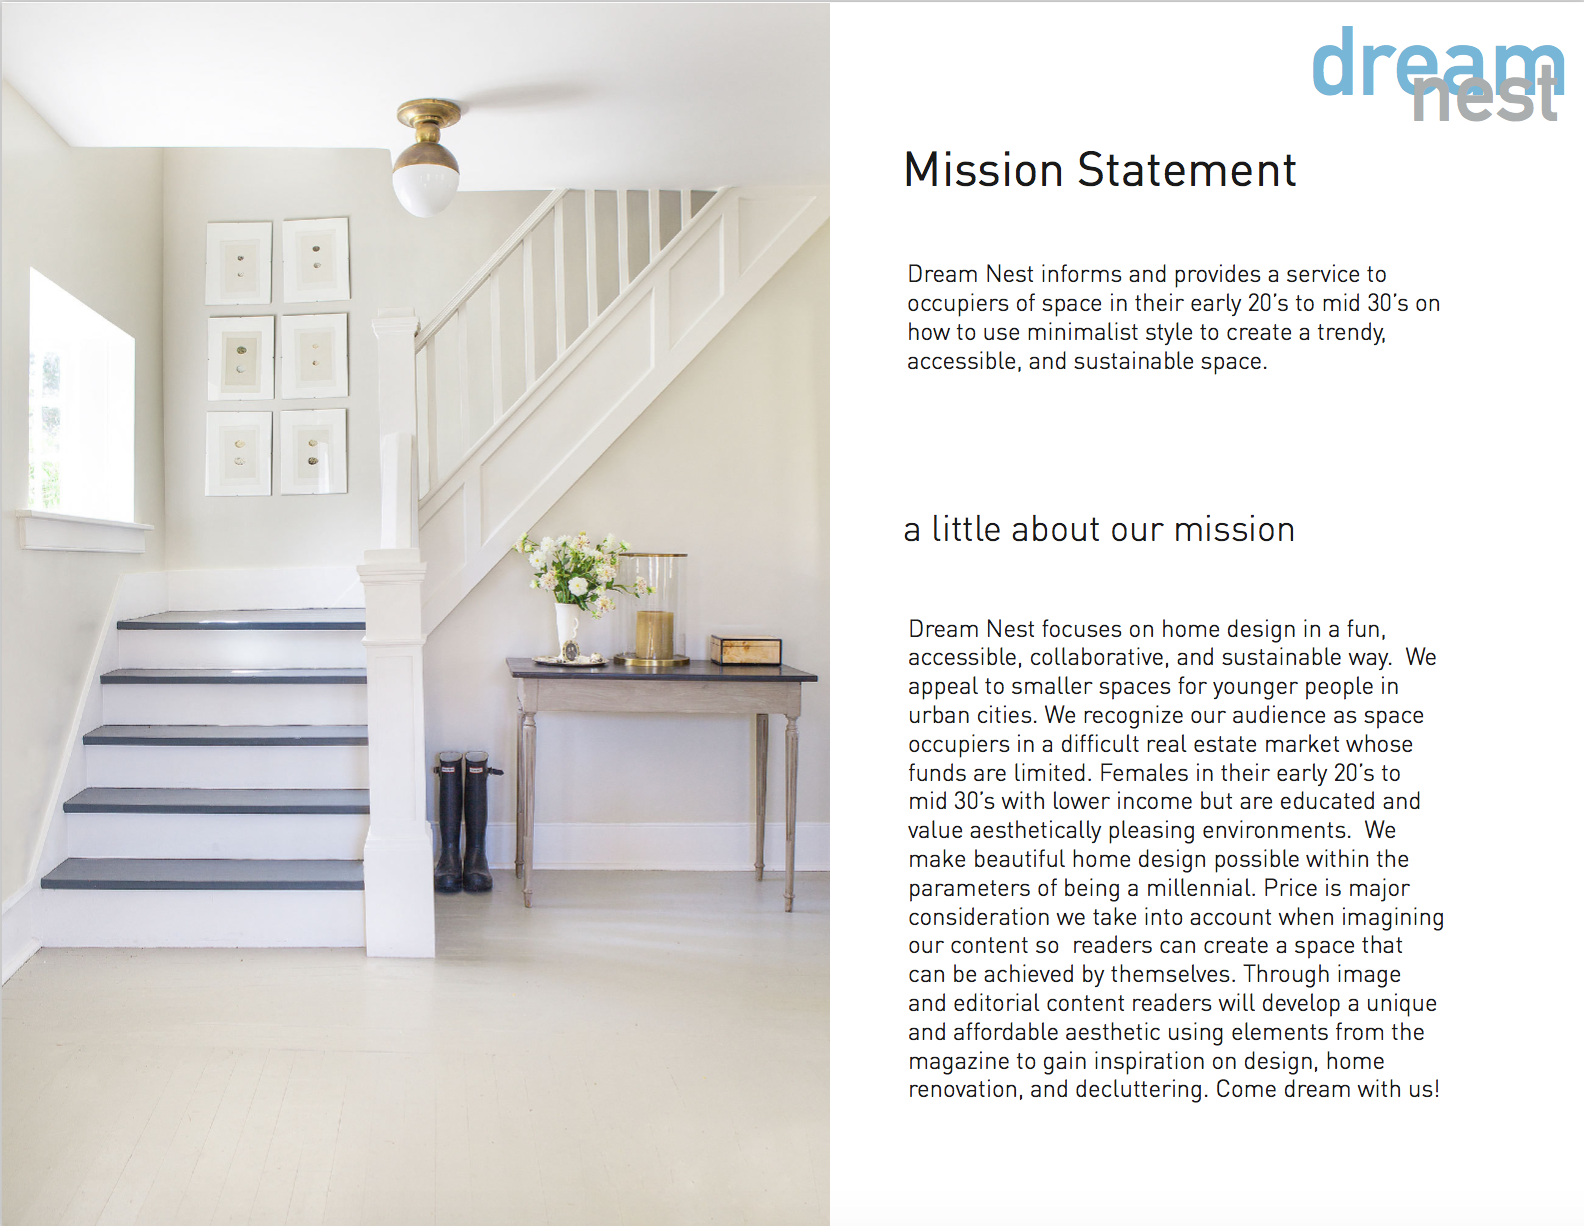 dream
nest
Mission Statement
Dream Nest informs and provides a service to
occupiers of space in their early 20's to mid 30's on
how to use minimalist style to create a trendy,
accessible, and sustainable space.
a little about our mission
Dream Nest focuses on home design in a fun,
accessible, collaborative, and sustainable way.  We
appeal to smaller spaces for younger people in
urban cities. We recognize our audience as space
occupiers in a difficult real estate market whose
funds are limited. Females in their early 20's to
mid 30's with lower income but are educated and
value aesthetically pleasing environments.  We
make beautiful home design possible within the
parameters of being a millennial. Price is major
consideration we take into account when imagining
our content so  readers can create a space that
can be achieved by themselves. Through image
and editorial content readers will develop a unique
and affordable aesthetic using elements from the
magazine to gain inspiration on design, home
renovation, and decluttering. Come dream with us!